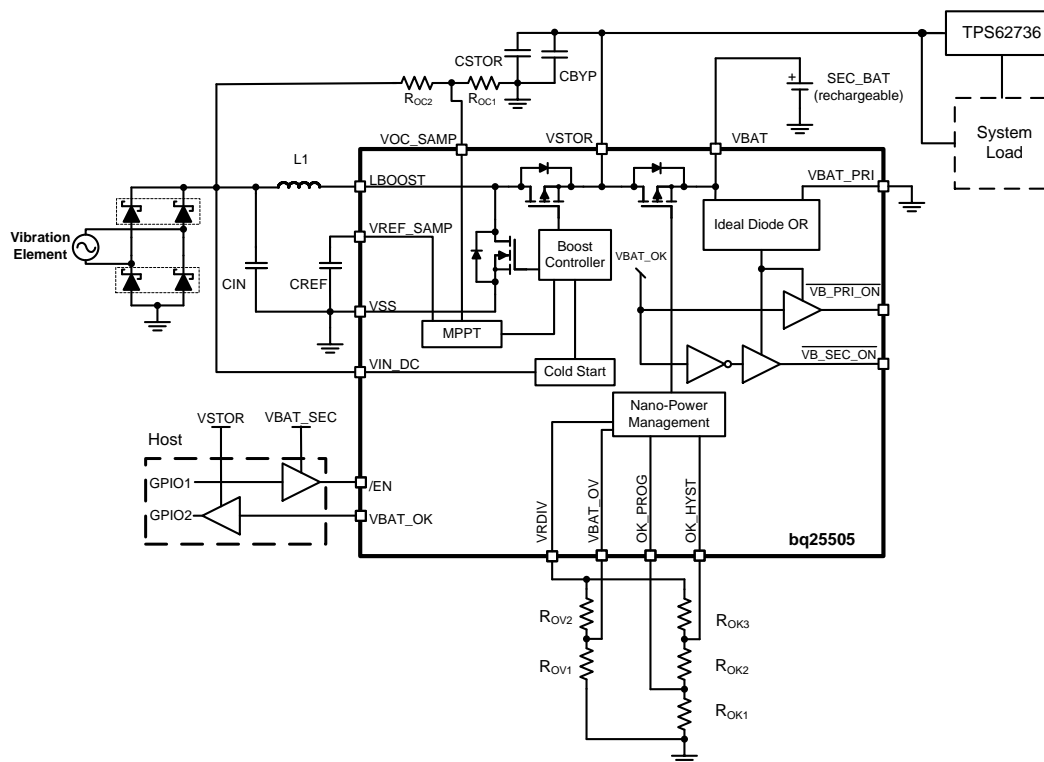 TPS62736
CSTOR
CBYP
SEC_BAT
(rechargeable)
ROC2
ROC1
System
Load
VOC_SAMP
VSTOR
VBAT
L1
LBOOST
VBAT_PRI
Ideal Diode OR
Vibration
Element
VREF_SAMP
Boost
Controller
VBAT_OK
CIN
CREF
VB_PRI_ON
VSS
MPPT
VB_SEC_ON
VIN_DC
Cold Start
Nano-Power
Management
VSTOR
VBAT_SEC
Host
GPIO1
/EN
GPIO2
VBAT_OK
VRDIV
VBAT_OV
OK_PROG
OK_HYST
bq25505
ROV2
ROK3
ROV1
ROK2
ROK1